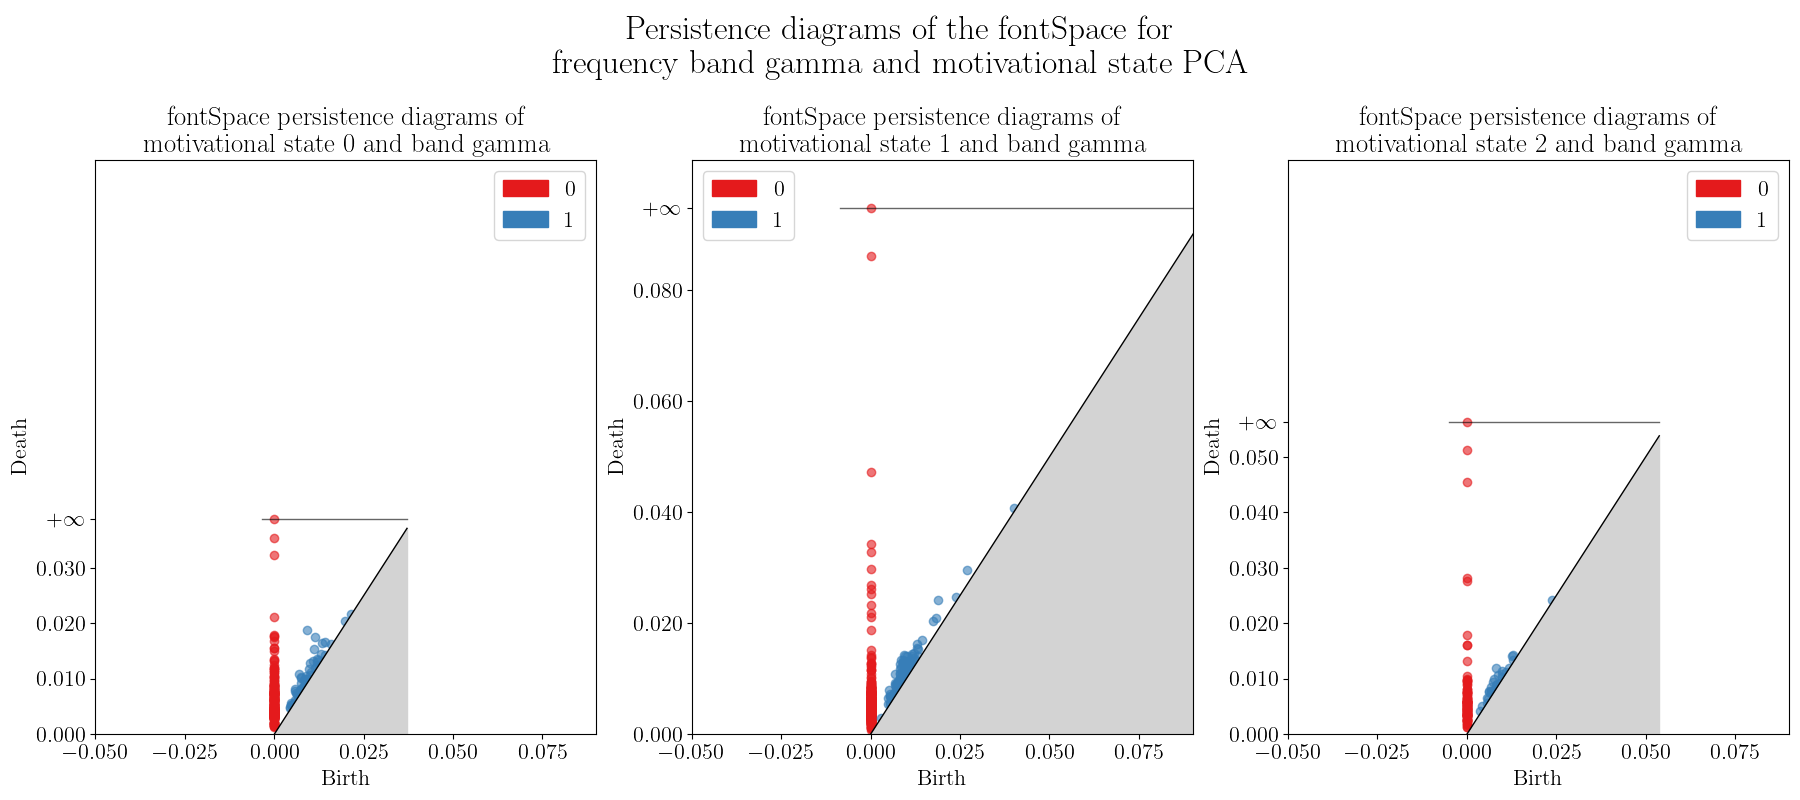 Persistence diagrams of the fontSpace for
frequency band gamma and motivational state PCA
fontSpace persistence diagrams of
motivational state 0 and band gamma
0
1
Death
+∞
0.030
0.020
0.010
0.000
−0.050 −0.025 0.000 0.025 0.050 0.075
Birth
fontSpace persistence diagrams of
motivational state 1 and band gamma
0
1
Death
+∞
0.080
0.060
0.040
0.020
0.000
−0.050 −0.025 0.000 0.025 0.050 0.075
Birth
fontSpace persistence diagrams of
motivational state 2 and band gamma
0
1
Death
+∞
0.050
0.040
0.030
0.020
0.010
0.000
−0.050 −0.025 0.000 0.025 0.050 0.075
Birth